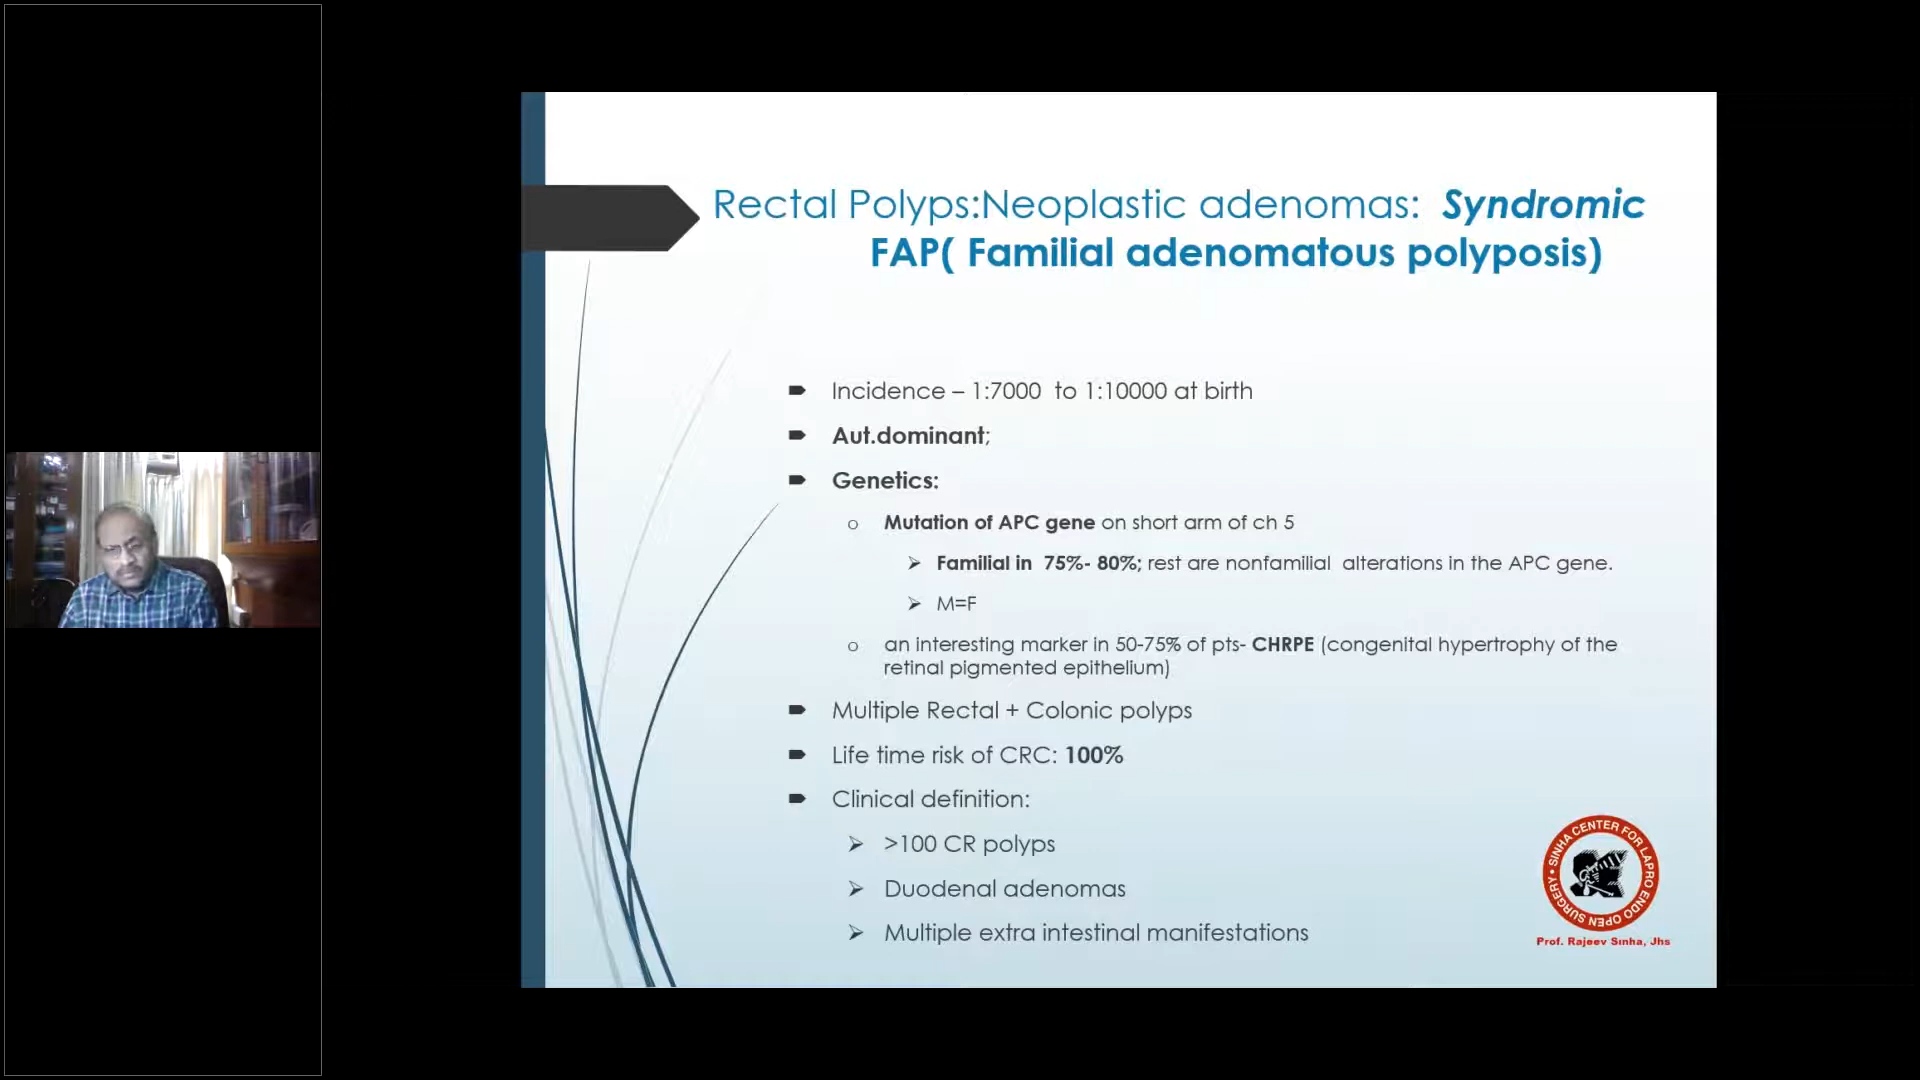 Rectal Polyps:Neoplastic adenomas: Syndromic
FAP( Familial adenomatous polyposis)
Incidence – 1:7000 to 1:10000 at birth
Aut.dominant;
Genetics:
Mutation of APC gene on short arm of ch 5
Familial in 75%- 80%; rest are nonfamilial alterations in the APC gene.
M=F
an interesting marker in 50-75% of pts- CHRPE (congenital hypertrophy of the
retinal pigmented epithelium)
Multiple Rectal + Colonic polyps
Life time risk of CRC: 100%
Clinical definition:
>100 CR polyps
Duodenal adenomas
Multiple extra intestinal manifestations
SINHA CENTER FOR LAPRO ENDO OPEN SURGERY
Prof. Rajeev Sinha, Jhs